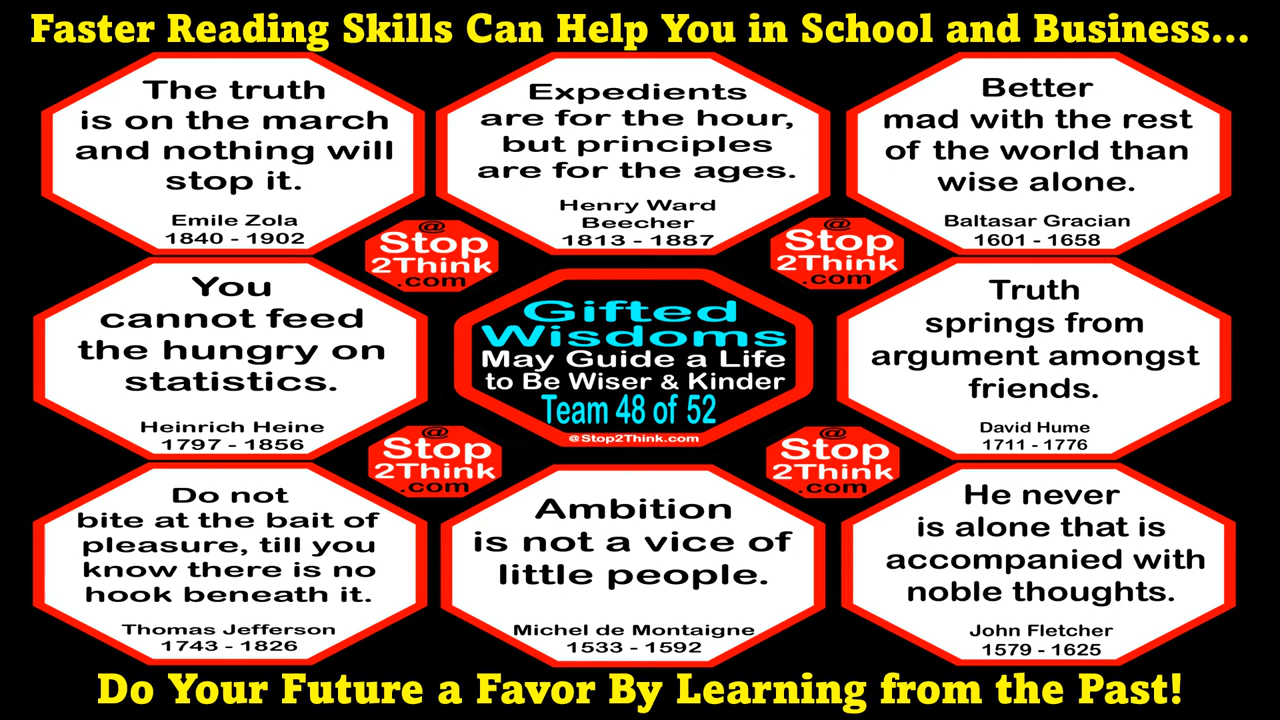 Faster Reading Skills Can Help You in School and Business...
The truth
is on the march
and nothing will
stop it.
Emile Zola
1840 - 1902
Expedients
are for the hour,
but principles
are for the ages.
Henry Ward
Beecher
1813 - 1887
Better
mad with the rest
of the world than
wise alone.
Baltasar Gracian
1601 - 1658
@
Stop
2Think
.com
@
Stop
2Think
.com
You
cannot feed
the hungry on
statistics.
Heinrich Heine
1797 - 1856
Gifted
Wisdoms
May Guide a Life
to Be Wiser & Kinder
Team 48 of 52
@Stop2Think.com
Truth
springs from
argument amongst
friends.
David Hume
1711 - 1776
@
Stop
2Think
.com
@
Stop
2Think
.com
Do not
bite at the bait of
pleasure, till you
know there is no
hook beneath it.
Thomas Jefferson
1743 - 1826
Ambition
is not a vice of
little people.
Michel de Montaigne
1533 - 1592
He never
is alone that is
accompanied with
noble thoughts.
John Fletcher
1579 - 1625
Do Your Future a Favor By Learning from the Past!